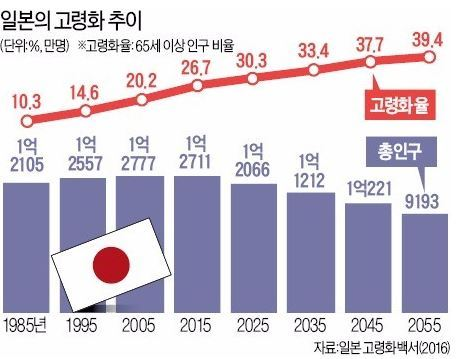 일본의 고령화 추이
(단위:%, 만명) ※고령화율: 65세 이상 인구 비율
10.3 14.6 20.2 26.7 30.3 33.4 37.7 39.4
고령화율
1억 2105
1억 2557
1억 2777
1억 2711
1억 2066
1억 1212
1억221
9193
총인구
1985년 1995 2005 2015 2025 2035 2045 2055
자료:일본 고령화백서(2016)